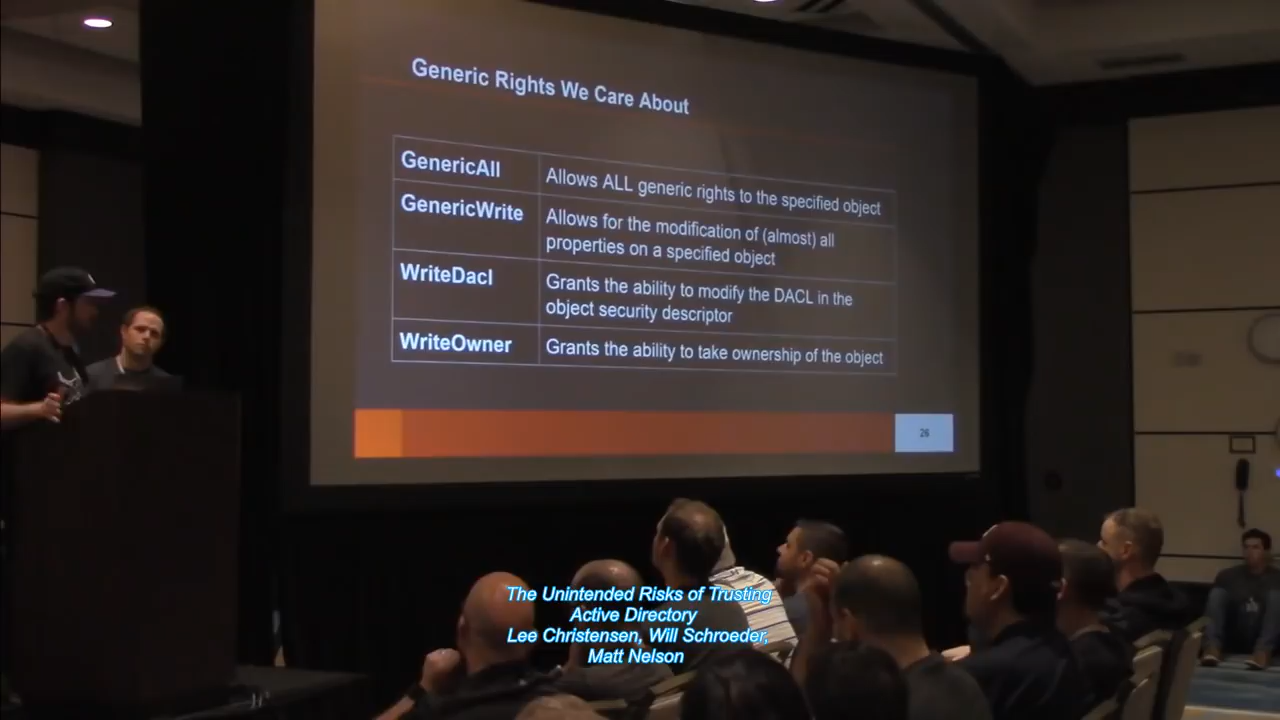 Generic Rights We Care About
GenericAll
Allows ALL generic rights to the specified object
GenericWrite
Allows for the modification of (almost) all
properties on a specified object
WriteDacl
Grants the ability to modify the DACL in the
object security descriptor
WriteOwner
Grants the ability to take ownership of the object
26
The Unintended Risks of Trusting
Active Directory
Lee Christensen, Will Schroeder,
Matt Nelson